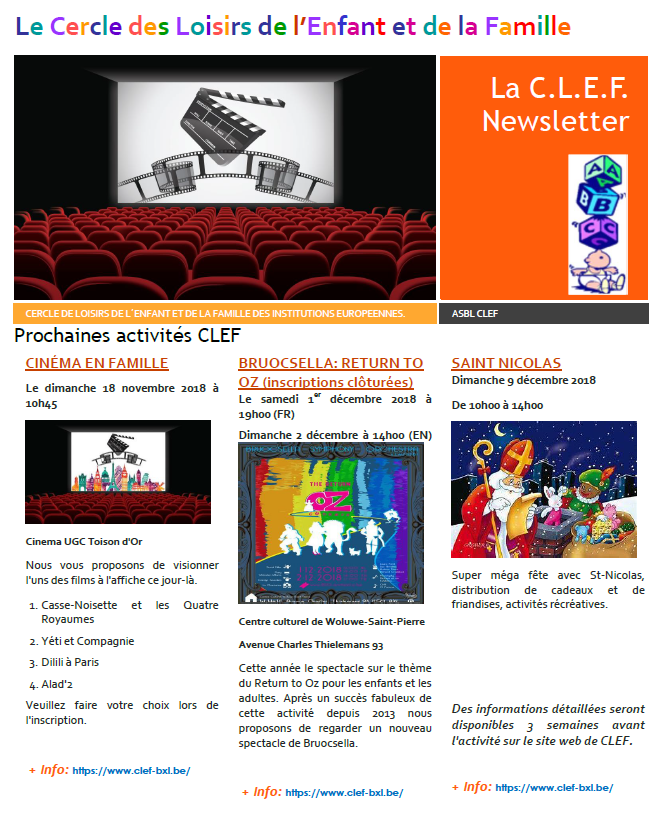 Le Cercle des Loisirs de l'Enfant et de la Famille
La C.L.E.F.
Newsletter
A
A
B
B
C
C
CERCLE DE LOISIRS DE L'ENFANT ET DE LA FAMILLE DES INSTITUTIONS EUROPEENNES.
ASBL CLEF
Prochaines activités CLEF
CINÉMA EN FAMILLE
Le dimanche 18 novembre 2018 à
10h45
Cinema UGC Toison d'Or
Nous vous proposons de visionner
l'uns des films à l'affiche ce jour-là.
1. Casse-Noisette et les Quatre
Royaumes
2. Yéti et Compagnie
3. Dilili à Paris
4. Alad'2
Veuillez faire votre choix lors de
l'inscription.
+ Info: https://www.clef-bxl.be/
BRUOCSELLA: RETURN TO
OZ (inscriptions clôturées)
Le samedi 1er décembre 2018 à
19h00 (FR)
Dimanche 2 décembre à 14h00 (EN)
BRUOCSELLA SYMPHONY ORCHESTRA
THE RETURN
OZ
Centre culturel de Woluwe-Saint-Pierre
Avenue Charles Thielemans 93
Cette année le spectacle sur le thème
du Return to Oz pour les enfants et les
adultes. Après un succès fabuleux de
cette activité depuis 2013 nous
proposons de regarder un nouveau
spectacle de Bruocsella.
+ Info: https://www.clef-bxl.be/
SAINT NICOLAS
Dimanche 9 décembre 2018
De 10h00 à 14h00
Super méga fête avec St-Nicolas,
distribution de cadeaux et de
friandises, activités récréatives.
Des informations détaillées seront
disponibles 3 semaines avant
l'activité sur le site web de CLEF.
+ Info: https://www.clef-bxl.be/